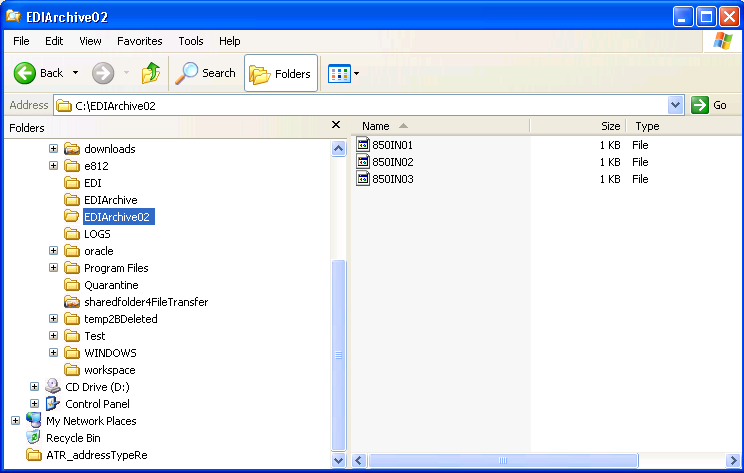 EDIArchive02
File Edit View Favorites Tools Help
Back Search Folders
Address C:\EDIArchive02 Go
Folders
Name Size Type
downloads
e812
EDI
EDIArchive
EDIArchive02
LOGS
oracle
Program Files
Quarantine
sharedfolder4FileTransfer
temp2BDeleted
Test
WINDOWS
workspace
CD Drive (D:)
Control Panel
My Network Places
Recycle Bin
ATR_addressTypeRe
850IN01 1 KB File
850IN02 1 KB File
850IN03 1 KB File